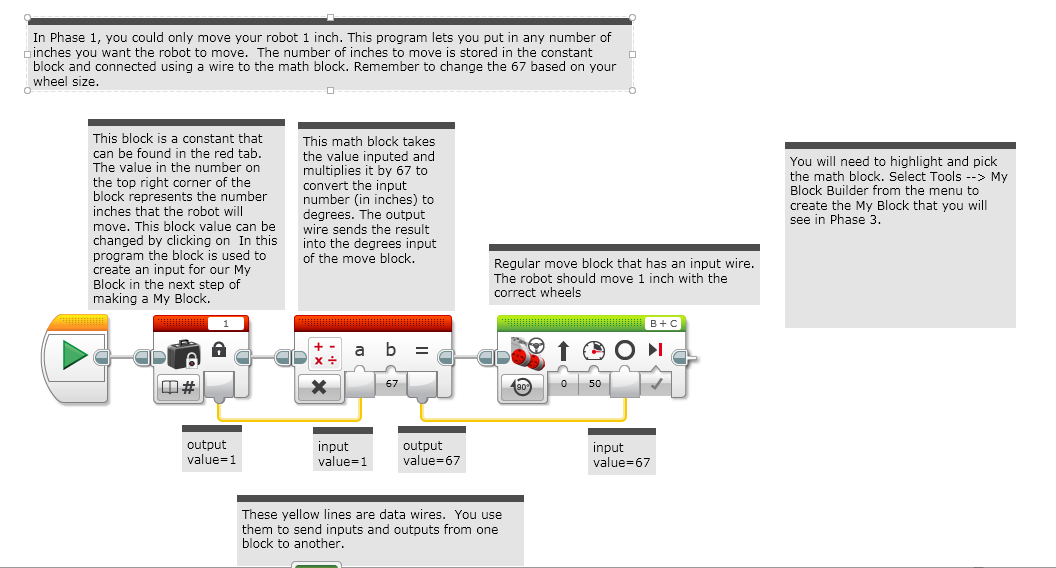 In Phase 1, you could only move your robot 1 inch. This program lets you put in any number of
inches you want the robot to move.  The number of inches to move is stored in the constant
block and connected using a wire to the math block. Remember to change the 67 based on your
wheel size.
This block is a constant that
can be found in the red tab.
The value in the number on
the top right corner of the
block represents the number
inches that the robot will
move. This block value can be
changed by clicking on  In this
program the block is used to
create an input for our My
Block in the next step of
making a My Block.
This math block takes
the value inputed and
multiplies it by 67 to
convert the input
number (in inches) to
degrees. The output
wire sends the result
into the degrees input
of the move block.
You will need to highlight and pick
the math block. Select Tools --> My
Block Builder from the menu to
create the My Block that you will
see in Phase 3.
Regular move block that has an input wire.
The robot should move 1 inch with the
correct wheels
1
B + C
a b =
#
67
90°
0 50
output
value=1
input
value=1
output
value=67
input
value=67
These yellow lines are data wires.  You use
them to send inputs and outputs from one
block to another.